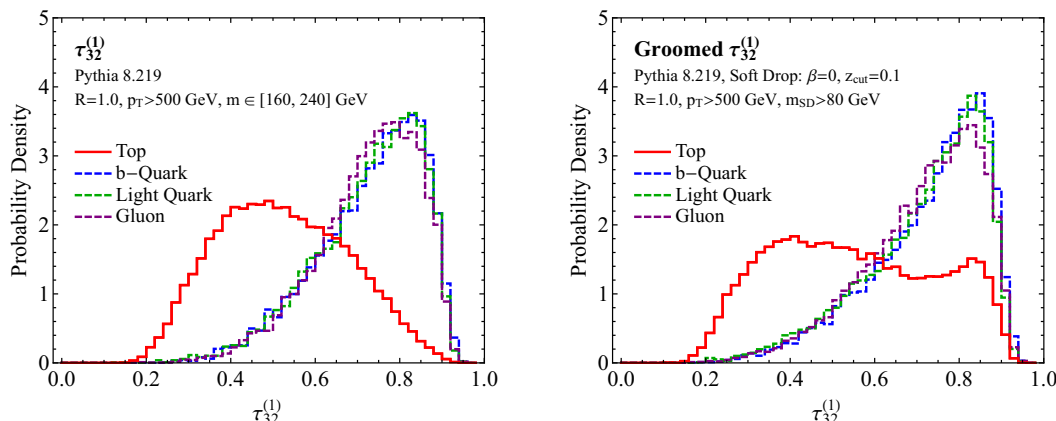 τ32(1)
Pythia 8.219
R=1.0, pT>500 GeV, m ∈ [160, 240] GeV
Top
b−Quark
Light Quark
Gluon
Probability Density
0
1
2
3
4
5
0.0 0.2 0.4 0.6 0.8 1.0
τ32(1)
Groomed τ32(1)
Pythia 8.219, Soft Drop: β=0, zcut=0.1
R=1.0, pT>500 GeV, mSD>80 GeV
Top
b−Quark
Light Quark
Gluon
Probability Density
0
1
2
3
4
5
0.0 0.2 0.4 0.6 0.8 1.0
τ32(1)